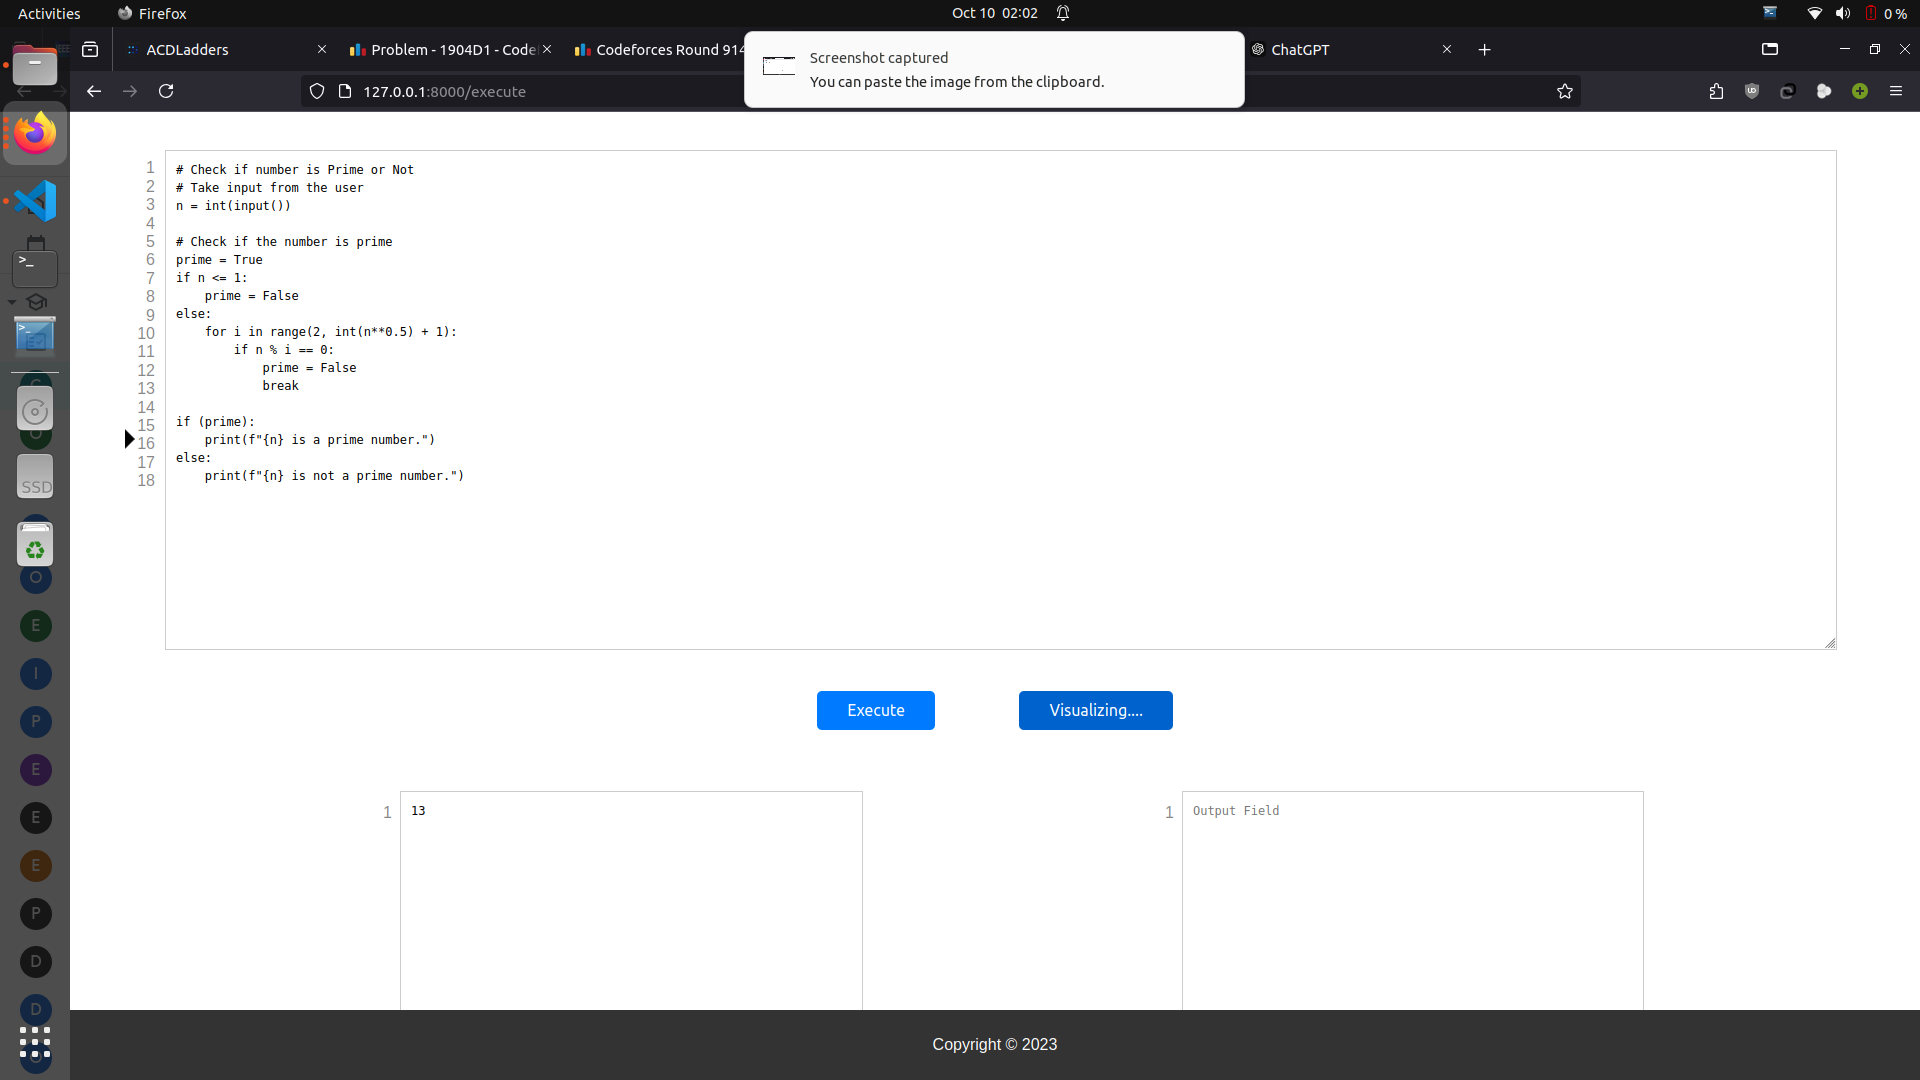 Activities
Firefox
Oct 10 02:02
0 %
ACDLadders
Problem - 1904D1 - Code
Codeforces Round 914
ChatGPT
Screenshot captured
You can paste the image from the clipboard.
127.0.0.1:8000/execute
1 # Check if number is Prime or Not
2 # Take input from the user
3 n = int(input())
4
5 # Check if the number is prime
6 prime = True
7 if n <= 1:
8     prime = False
9 else:
10     for i in range(2, int(n**0.5) + 1):
11         if n % i == 0:
12             prime = False
13             break
14
15 if (prime):
16     print(f"{n} is a prime number.")
17 else:
18     print(f"{n} is not a prime number.")
SSD
O
E
I
P
E
E
E
P
D
D
Execute
Visualizing....
1 13
1 Output Field
Copyright © 2023